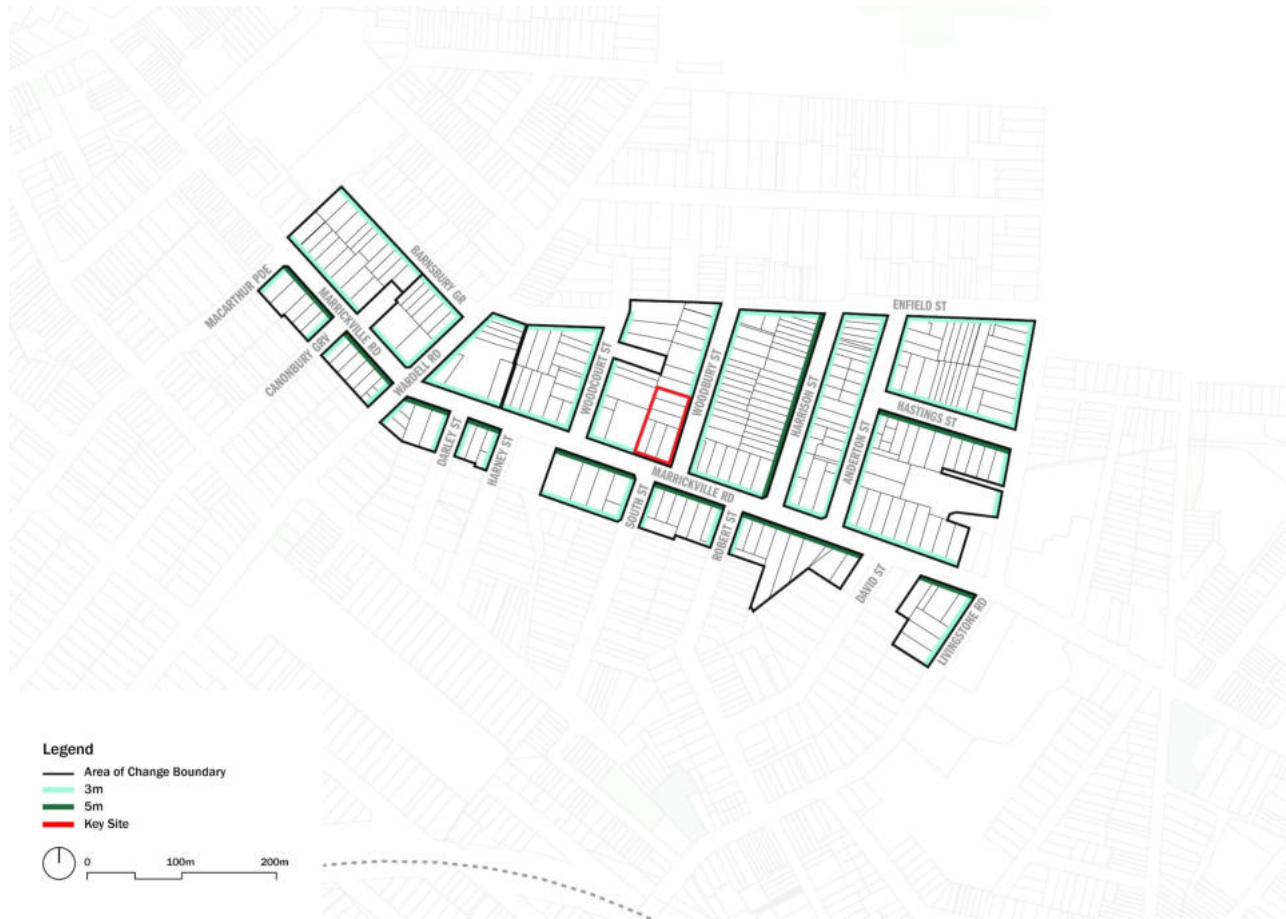 MACARTHUR PDE
MARRICKVILLE RD
CANONBURY GRV
BARNSBURY GR
WARDELL RD
DARLEY ST
HARNEY ST
WOODCOURT ST
WOODBURY ST
ENFIELD ST
HARRISON ST
ANDERTON ST
HASTINGS ST
MARRICKVILLE RD
SOUTH ST
ROBERT ST
DAVID ST
LIVINGSTONE RD
Legend
Area of Change Boundary
3m
5m
Key Site
0 100m 200m